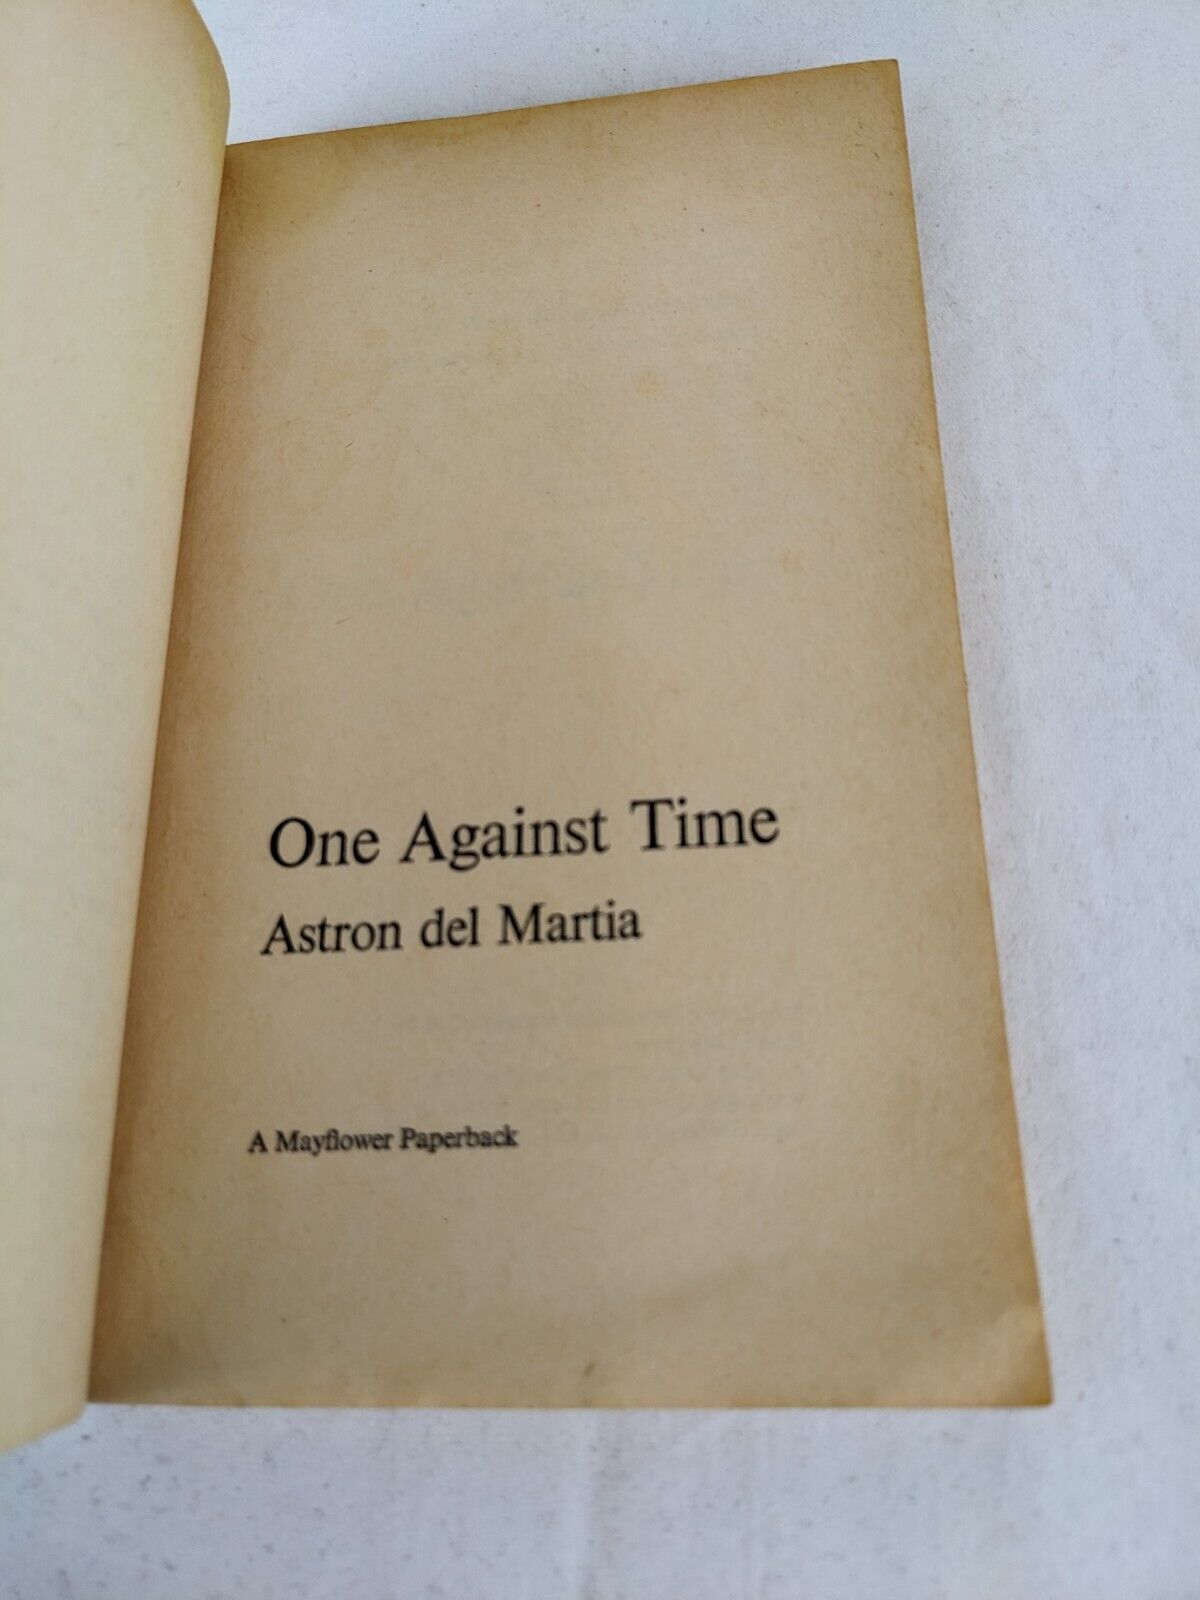 One Against Time
Astron del Martia
A Mayflower Paperback